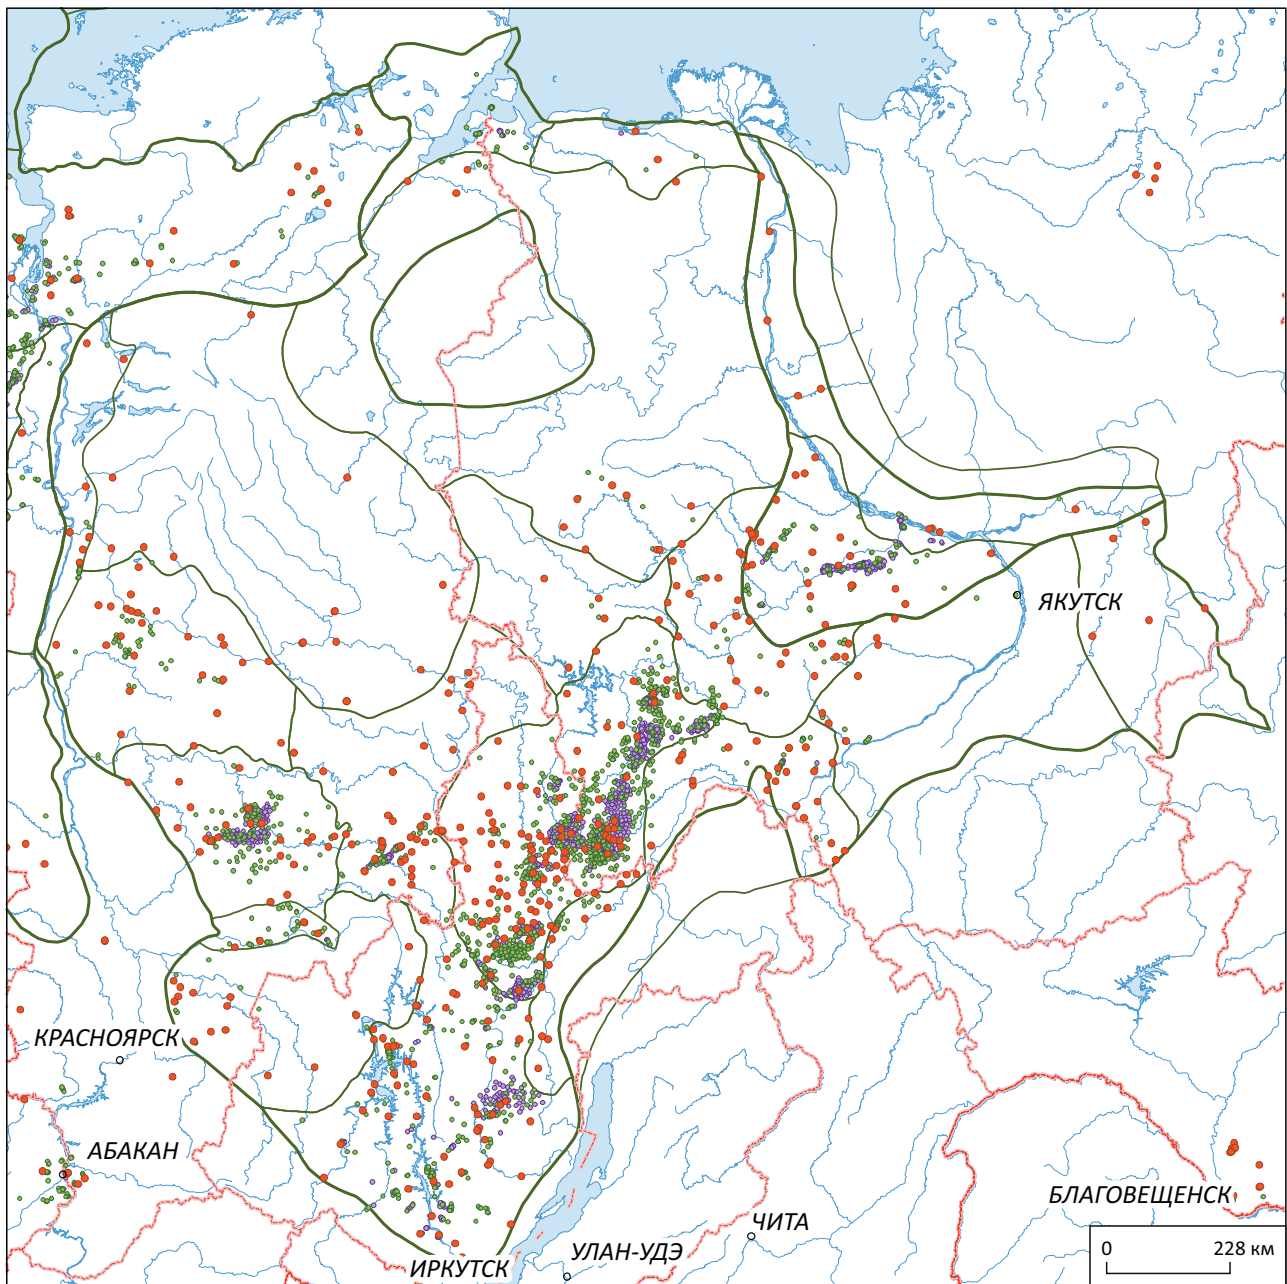 ЯКУТСК
КРАСНОЯРСК
АБАКАН
БЛАГОВЕЩЕНСК
ЧИТА
УЛАН-УДЭ
ИРКУТСК
0 228 км